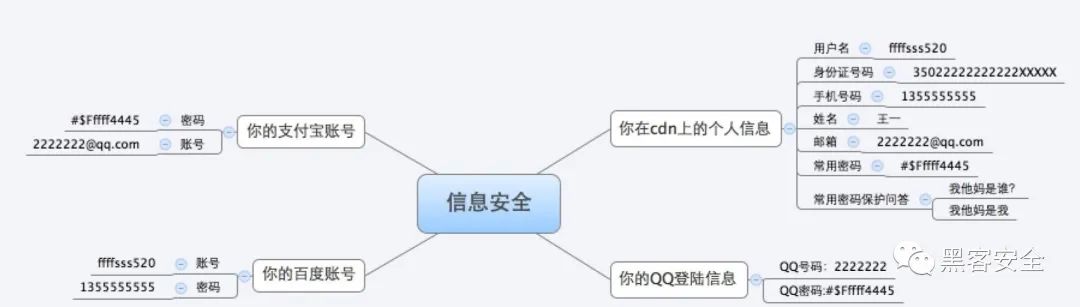 信息安全
你的支付宝账号
密码 #$Fffff4445
账号 2222222@qq.com
你的百度账号
账号 ffffsss520
密码 1355555555
你在cdn上的个人信息
用户名 ffffsss520
身份证号码 35022222222222XXXXX
手机号码 1355555555
姓名 王一
邮箱 2222222@qq.com
常用密码 #$Fffff4445
常用密码保护问答 我他妈是谁?
我他妈是我
你的QQ登陆信息
QQ号码：2222222
QQ密码:#$Fffff4445
黑客安全